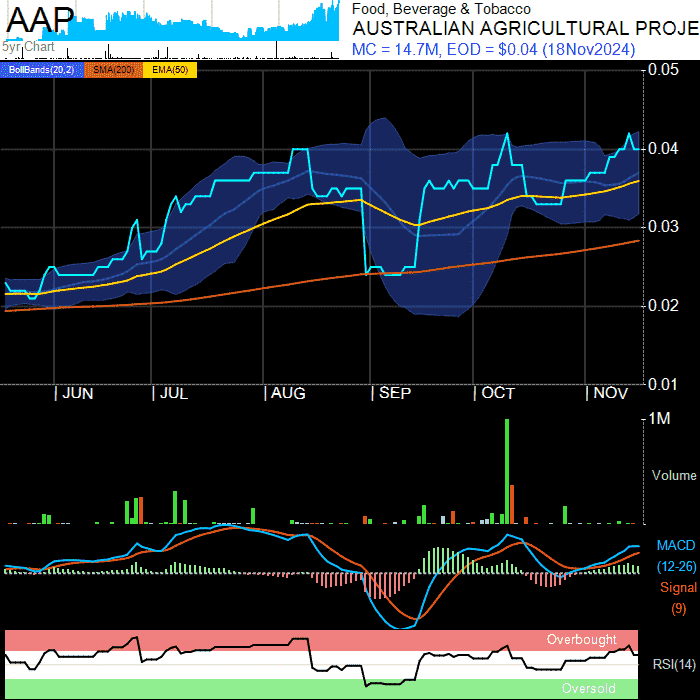 AAP
5yr Chart
Food, Beverage & Tobacco
AUSTRALIAN AGRICULTURAL PROJE
MC = 14.7M, EOD = $0.04 (18Nov2024)
BollBands(20,2) SMA(200) EMA(50)
0.05
0.04
0.03
0.02
0.01
JUN JUL AUG SEP OCT NOV
1M
Volume
MACD
(12-26)
Signal
(9)
Overbought
RSI(14)
Oversold